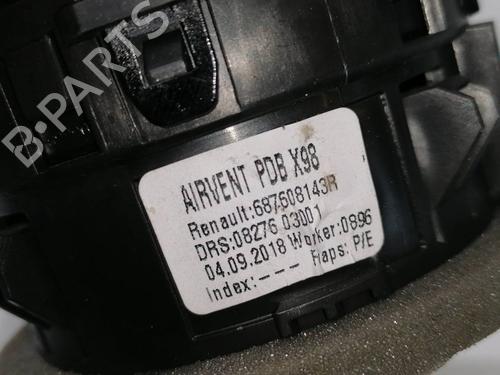 B-PARTS
AIRVENT PDB X98
Renault:687608143R
DRS:08276 03001
04.09.2018 Worker:0896
Index:_ _ _ Flaps: P/E